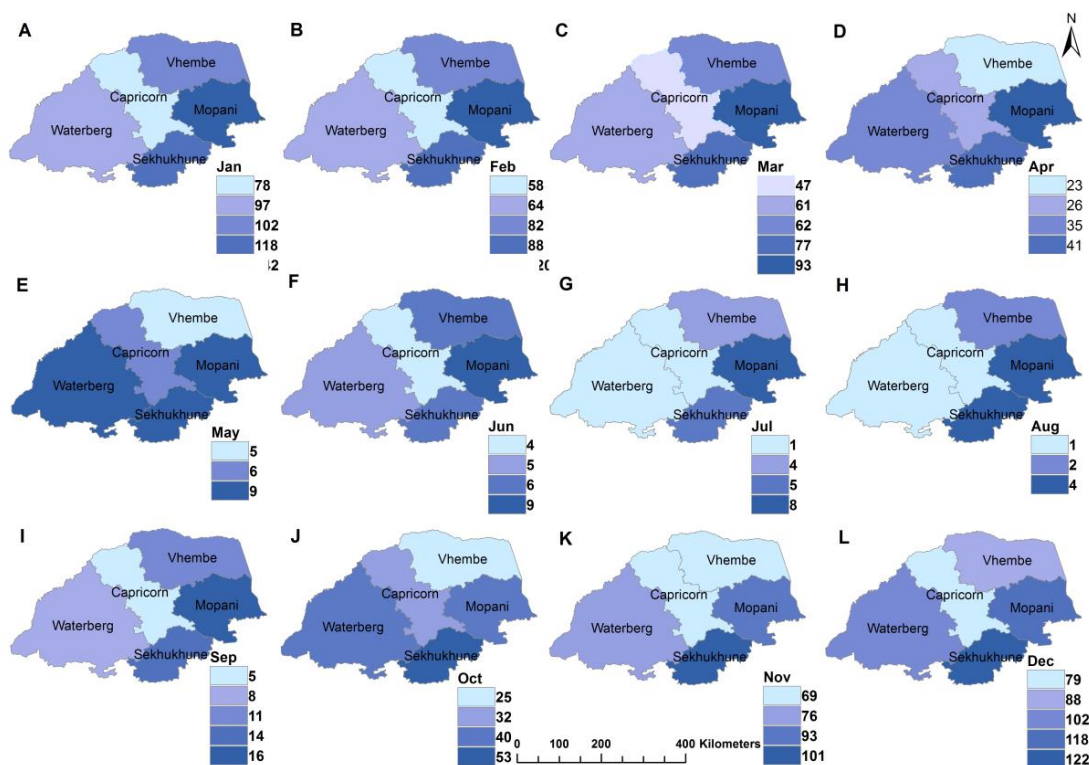 A
Vhembe
Capricorn
Mopani
Waterberg
Sekhukhune
Jan
78
97
102
118
B
Vhembe
Capricorn
Mopani
Waterberg
Sekhukhune
Feb
58
64
82
88
C
Vhembe
Capricorn
Mopani
Waterberg
Sekhukhune
Mar
47
61
62
77
93
D
N
Vhembe
Capricorn
Mopani
Waterberg
Sekhukhune
Apr
23
26
35
41
E
Vhembe
Capricorn
Mopani
Waterberg
Sekhukhune
May
5
6
9
F
Vhembe
Capricorn
Mopani
Waterberg
Sekhukhune
Jun
4
5
6
9
G
Vhembe
Capricorn
Mopani
Waterberg
Sekhukhune
Jul
1
4
5
8
H
Vhembe
Capricorn
Mopani
Waterberg
Sekhukhune
Aug
1
2
4
I
Vhembe
Capricorn
Mopani
Waterberg
Sekhukhune
Sep
5
8
11
14
16
J
Vhembe
Capricorn
Mopani
Waterberg
Sekhukhune
Oct
25
32
40
53
K
Vhembe
Capricorn
Mopani
Waterberg
Sekhukhune
Nov
69
76
93
101
L
Vhembe
Capricorn
Mopani
Waterberg
Sekhukhune
Dec
79
88
102
118
122
0 100 200 400 Kilometers